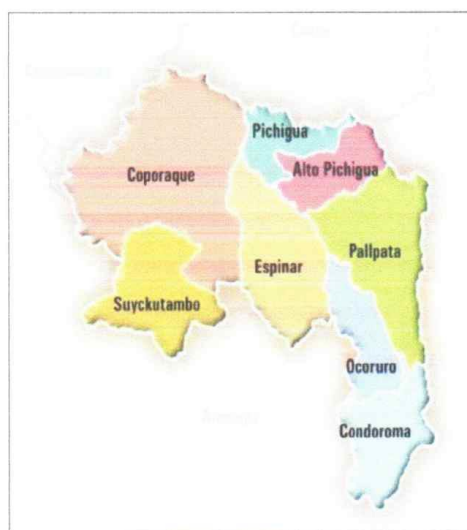 Pichigua
Alto Pichigua
Coporaque
Pallpata
Espinar
Suyckutambo
Ocoruro
Condoroma